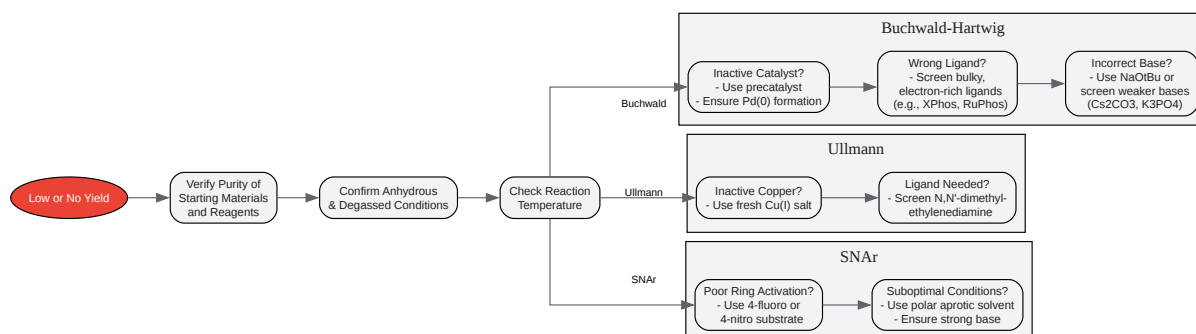 Low or No Yield
Verify Purity of
Starting Materials
and Reagents
Confirm Anhydrous
& Degassed Conditions
Check Reaction
Temperature
Buchwald
Buchwald-Hartwig
Inactive Catalyst?
- Use precatalyst
- Ensure Pd(0) formation
Wrong Ligand?
- Screen bulky,
electron-rich ligands
(e.g., XPhos, RuPhos)
Incorrect Base?
- Use NaOtBu or
screen weaker bases
(Cs2CO3, K3PO4)
Ullmann
Ullmann
Inactive Copper?
- Use fresh Cu(I) salt
Ligand Needed?
- Screen N,N'-dimethyl-
ethylenediamine
SNAr
SNAr
Poor Ring Activation?
- Use 4-fluoro or
4-nitro substrate
Suboptimal Conditions?
- Use polar aprotic solvent
- Ensure strong base